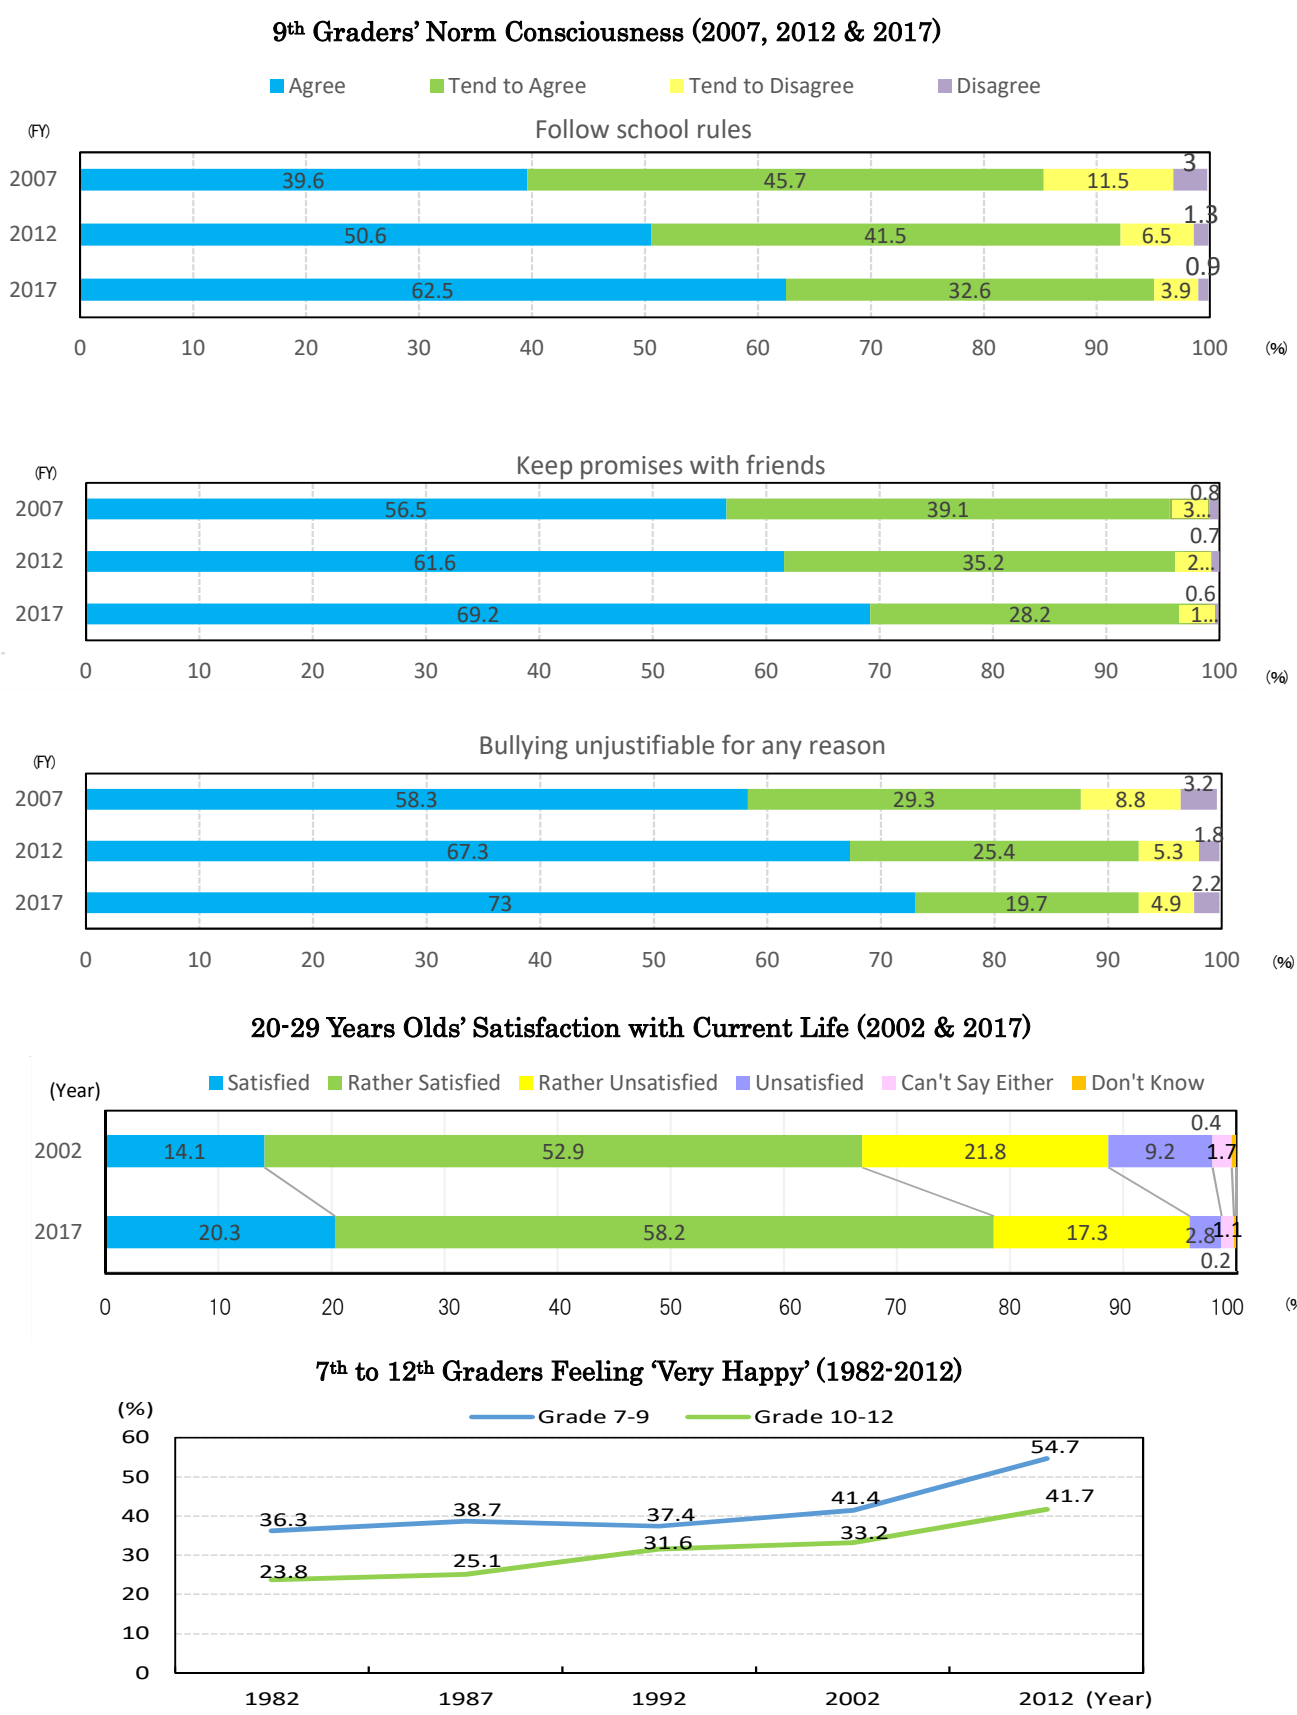 9th Graders’ Norm Consciousness (2007, 2012 & 2017)
Agree Tend to Agree Tend to Disagree Disagree
(FY) Follow school rules
2007 39.6 45.7 11.5 3
2012 50.6 41.5 6.5 1.3
2017 62.5 32.6 3.9 0.9
0 10 20 30 40 50 60 70 80 90 100 (%)
(FY) Keep promises with friends
2007 56.5 39.1 3... 0.8
2012 61.6 35.2 2... 0.7
2017 69.2 28.2 1... 0.6
0 10 20 30 40 50 60 70 80 90 100 (%)
(FY) Bullying unjustifiable for any reason
2007 58.3 29.3 8.8 3.2
2012 67.3 25.4 5.3 1.8
2017 73 19.7 4.9 2.2
0 10 20 30 40 50 60 70 80 90 100 (%)
20-29 Years Olds’ Satisfaction with Current Life (2002 & 2017)
(Year) Satisfied Rather Satisfied Rather Unsatisfied Unsatisfied Can't Say Either Don't Know
2002 14.1 52.9 21.8 9.2 1.7 0.4
2017 20.3 58.2 17.3 2.8 1.1 0.2
0 10 20 30 40 50 60 70 80 90 100 (%
7th to 12th Graders Feeling ‘Very Happy’ (1982-2012)
(%) Grade 7-9 Grade 10-12
60
50
40
30
20
10
0
36.3 38.7 37.4 41.4 54.7
23.8 25.1 31.6 33.2 41.7
1982 1987 1992 2002 2012 (Year)